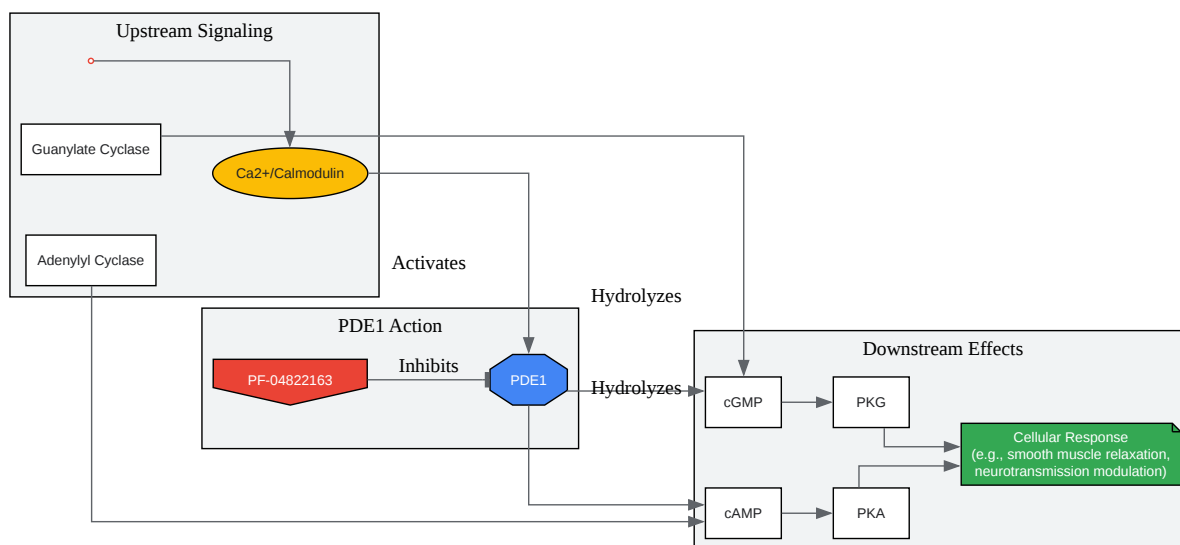 Upstream Signaling
Guanylate Cyclase
Ca2+/Calmodulin
Adenylyl Cyclase
Activates
Hydrolyzes
PDE1 Action
PF-04822163
Inhibits
PDE1
Hydrolyzes
Downstream Effects
cGMP
PKG
Cellular Response
(e.g., smooth muscle relaxation,
neurotransmission modulation)
cAMP
PKA